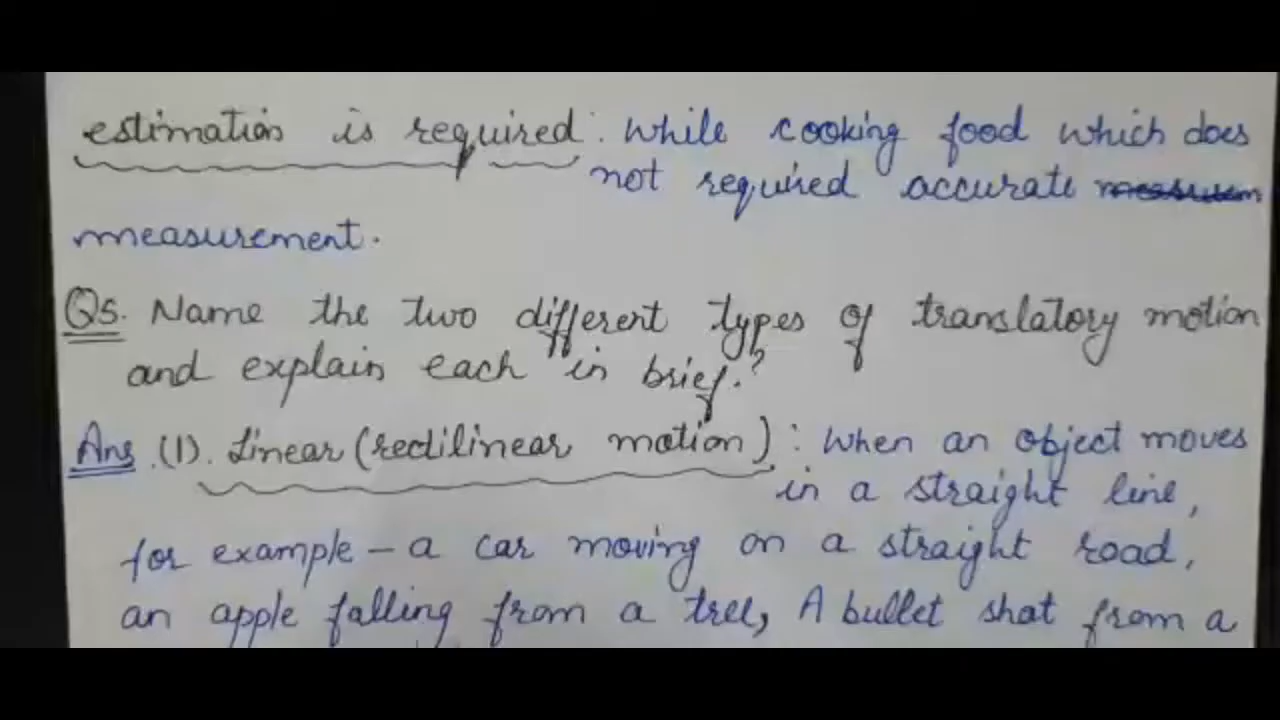 estimation is required: While cooking food which does
not required accurate
measurement.
Q5. Name the two different types of translatory motion
and explain each in brief.?
Ans.(1). Linear (rectilinear motion): When an object moves
in a straight line,
for example - a car moving on a straight road,
an apple falling from a tree, A bullet shot from a